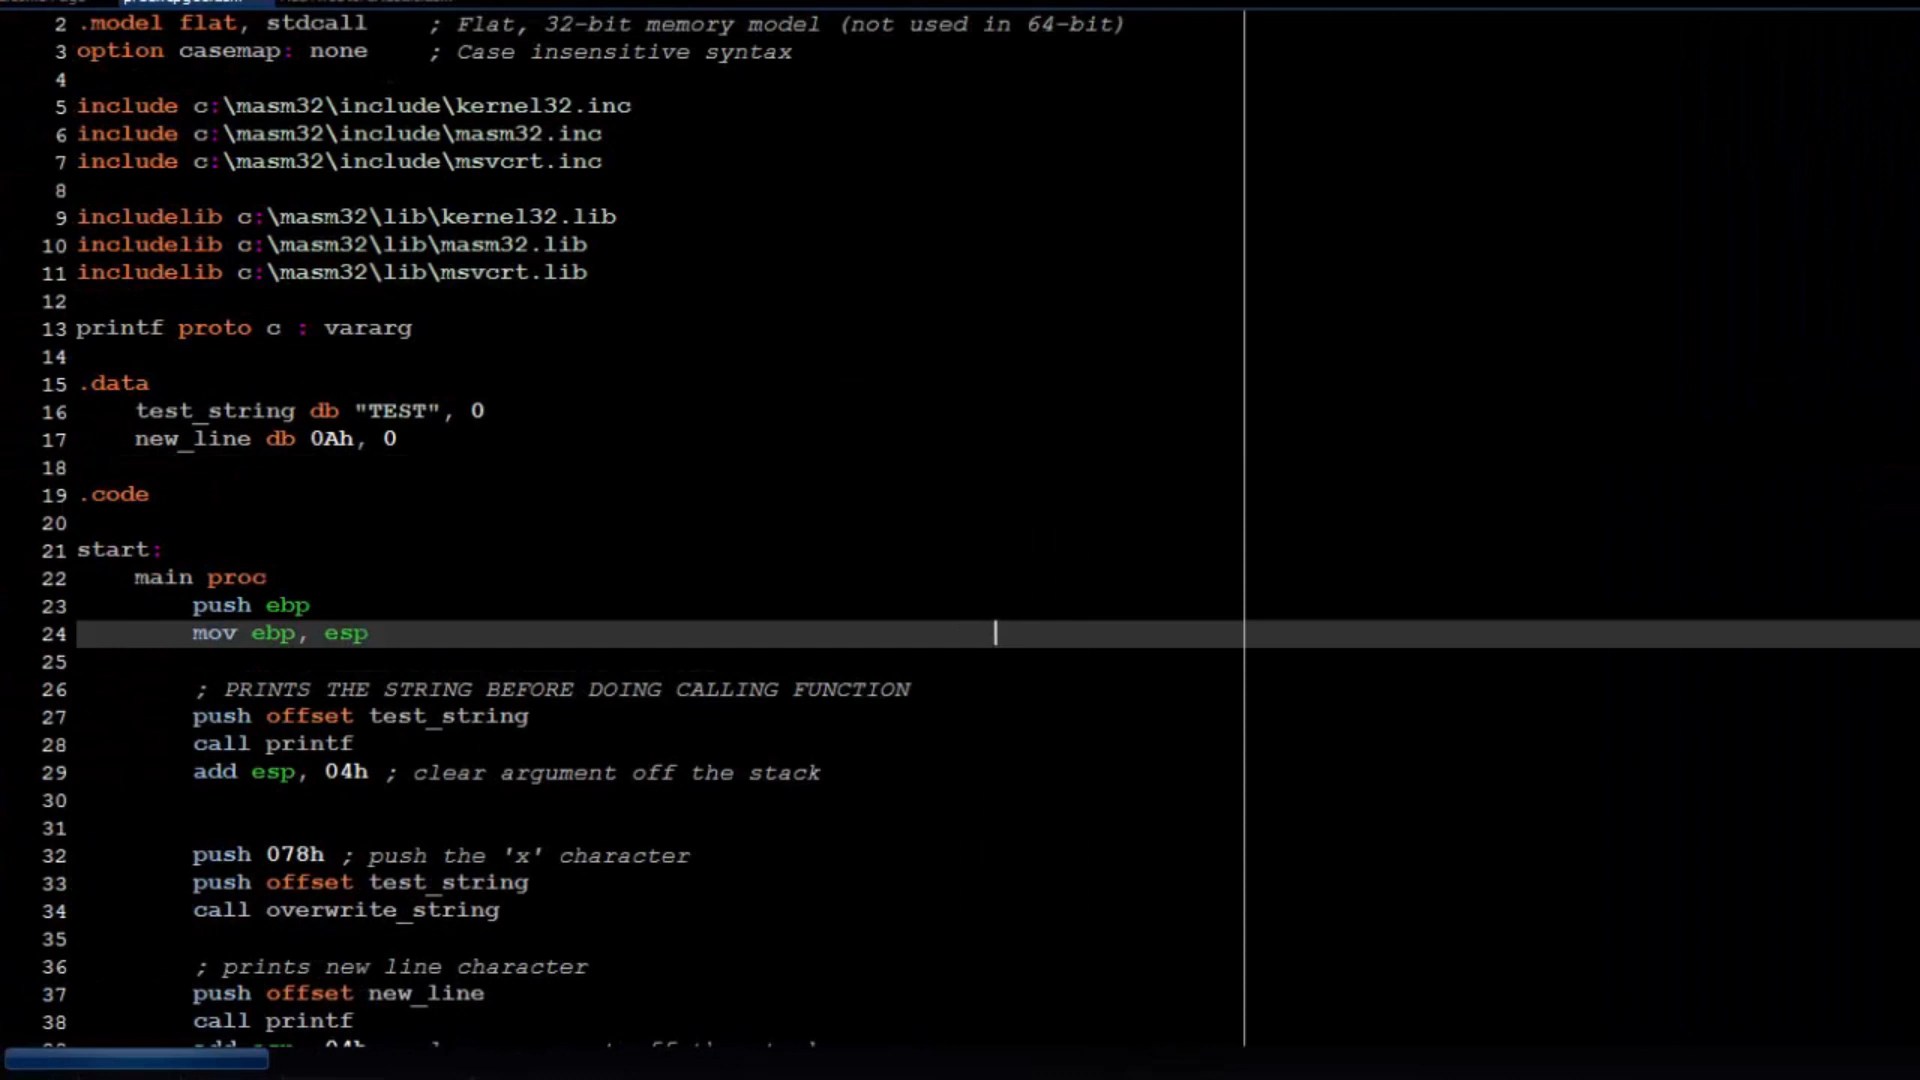 2 .model flat, stdcall    ; Flat, 32-bit memory model (not used in 64-bit)
3 option casemap: none    ; Case insensitive syntax
4
5 include c:\masm32\include\kernel32.inc
6 include c:\masm32\include\masm32.inc
7 include c:\masm32\include\msvcrt.inc
8
9 includelib c:\masm32\lib\kernel32.lib
10 includelib c:\masm32\lib\masm32.lib
11 includelib c:\masm32\lib\msvcrt.lib
12
13 printf proto c : vararg
14
15 .data
16     test_string db "TEST", 0
17     new_line db 0Ah, 0
18
19 .code
20
21 start:
22     main proc
23         push ebp
24         mov ebp, esp
25
26         ; PRINTS THE STRING BEFORE DOING CALLING FUNCTION
27         push offset test_string
28         call printf
29         add esp, 04h ; clear argument off the stack
30
31
32         push 078h ; push the 'x' character
33         push offset test_string
34         call overwrite_string
35
36         ; prints new line character
37         push offset new_line
38         call printf